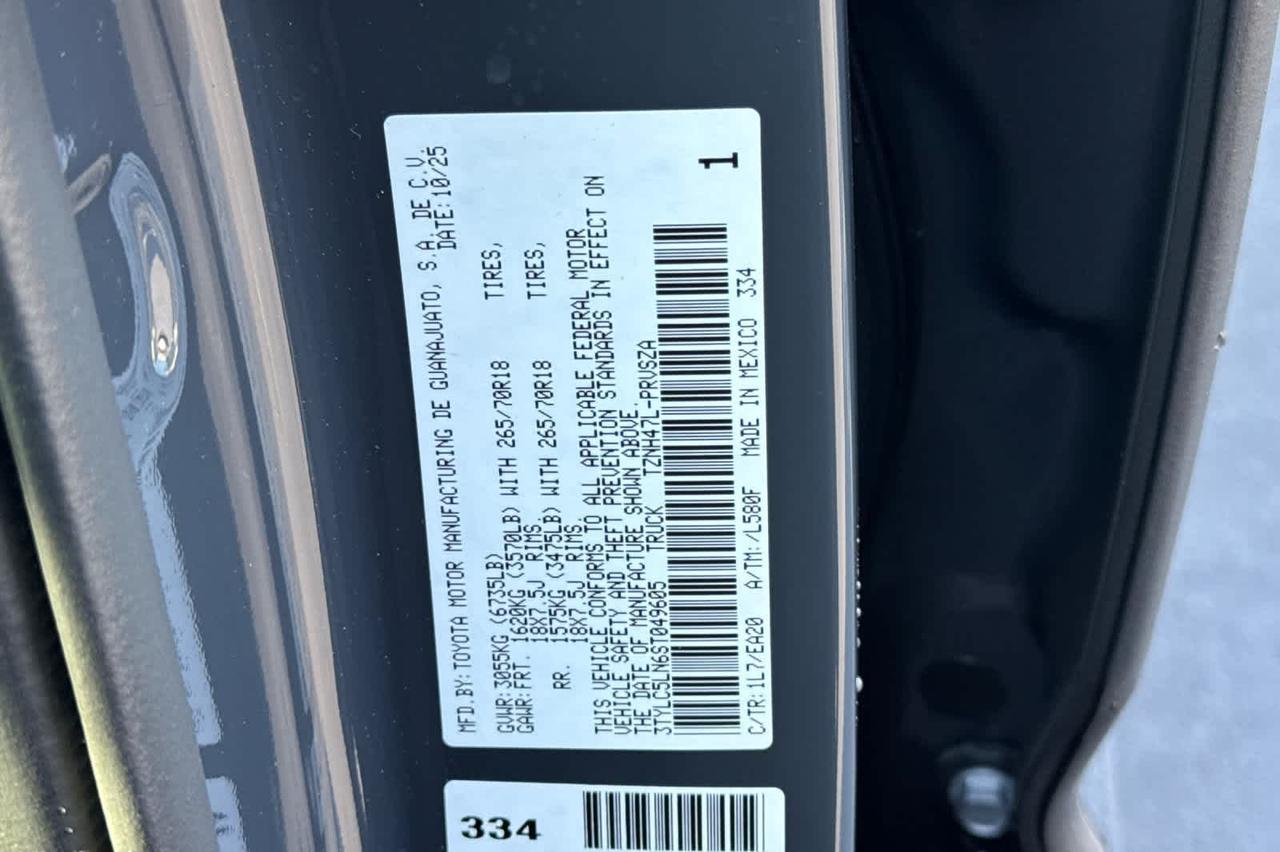 MFD.BY:TOYOTA MOTOR MANUFACTURING DE GUANAJUATO, S.A. DE C.V.
DATE:10/25
GVWR:3055KG (6735LB)
GAWR:FRT. 1620KG (3570LB) WITH 265/70R18 TIRES,
18X7.5J RIMS
RR. 1575KG (3475LB) WITH 265/70R18 TIRES,
18X7.5J RIMS
THIS VEHICLE CONFORMS TO ALL APPLICABLE FEDERAL MOTOR
VEHICLE SAFETY AND THEFT PREVENTION STANDARDS IN EFFECT ON
THE DATE OF MANUFACTURE SHOWN ABOVE.
3TYLC5LN6ST049605 TRUCK TZNH47L-PRVSZA
1
C/TR:1L7/EA20 A/TM:/L580F MADE IN MEXICO 334
334